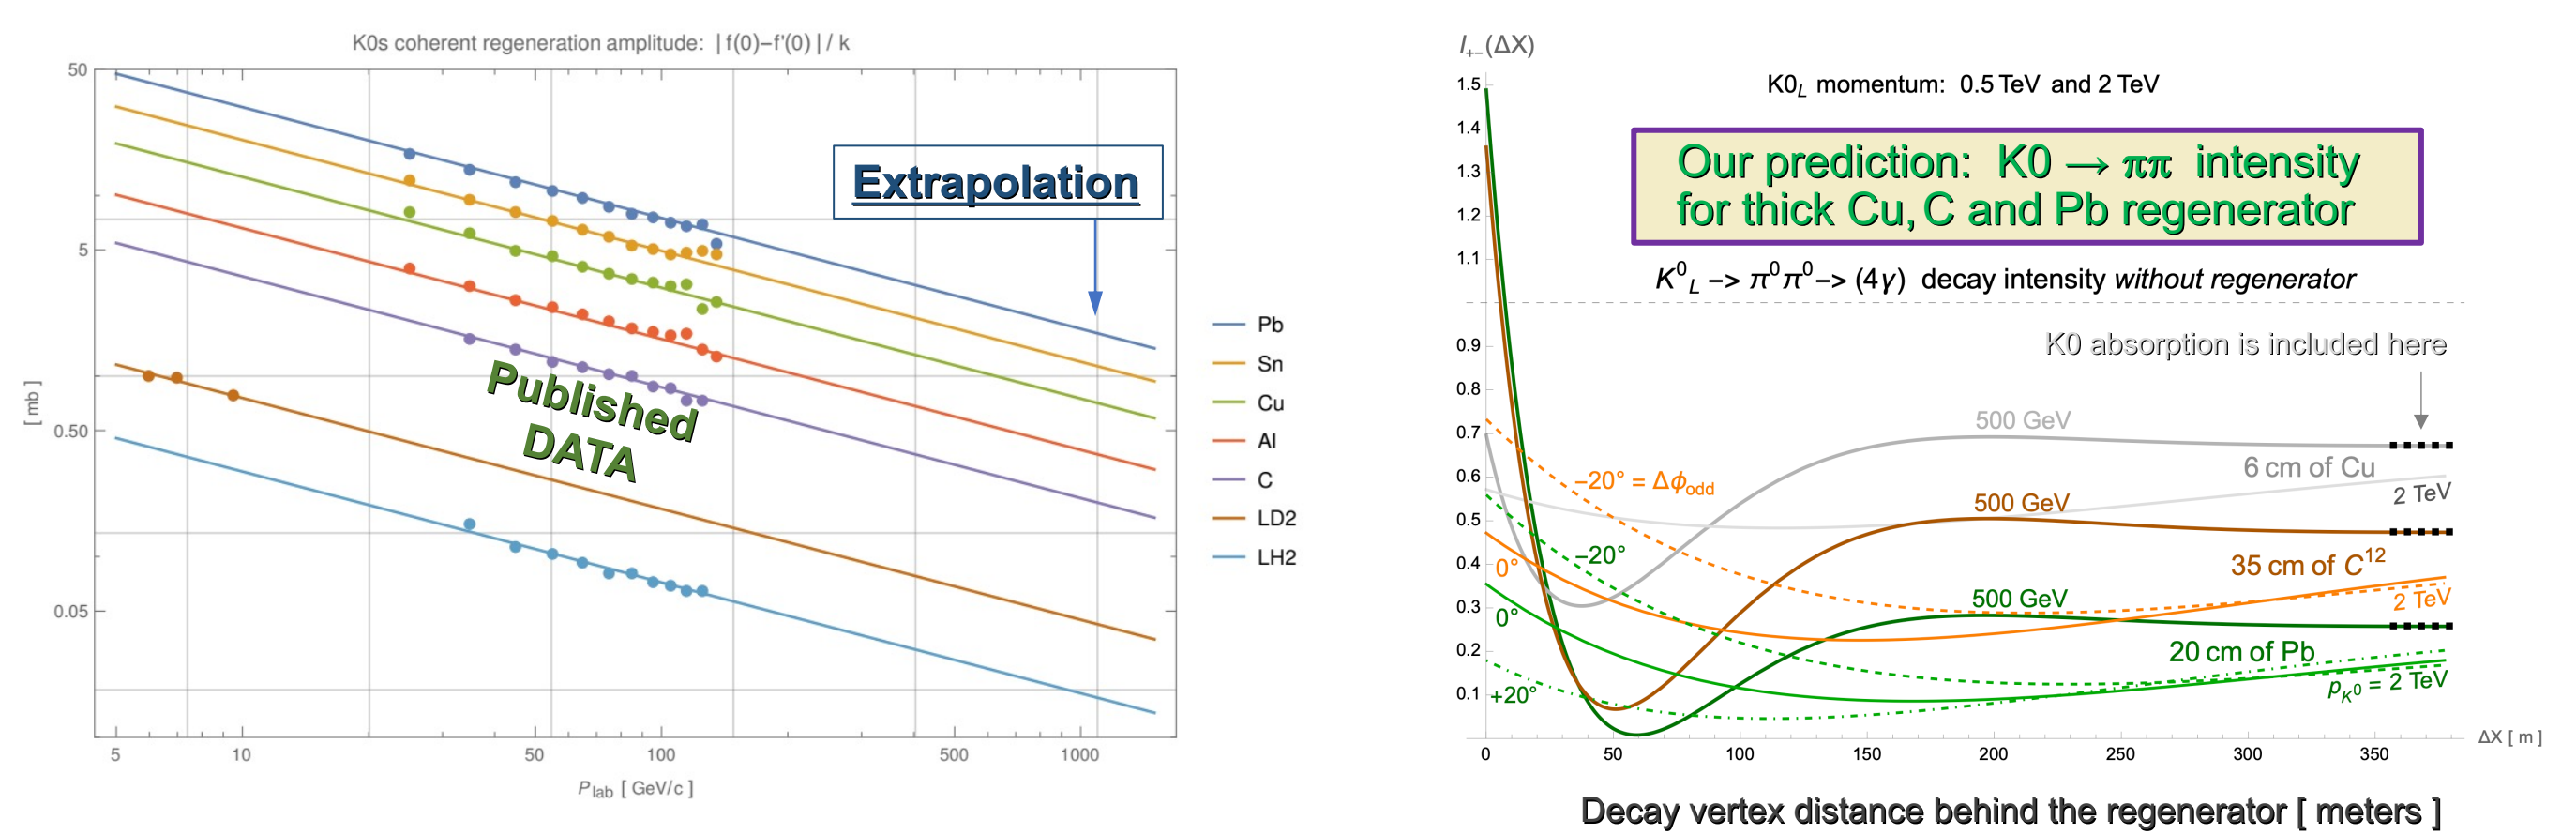 K0s coherent regeneration amplitude: | f(0)−f'(0) | / k
50
5
0.50
0.05
[ mb ]
5
10
50
100
500
1000
P lab [ GeV/c ]
Extrapolation
Published
DATA
Pb
Sn
Cu
Al
C
LD2
LH2
I+−(ΔX)
K0L momentum: 0.5 TeV and 2 TeV
Our prediction: K0 → ππ intensity
for thick Cu, C and Pb regenerator
K⁰L −> π⁰π⁰−> (4γ) decay intensity without regenerator
K0 absorption is included here
1.5
1.4
1.3
1.2
1.1
0.9
0.8
0.7
0.6
0.5
0.4
0.3
0.2
0.1
500 GeV
6 cm of Cu
2 TeV
−20° = Δϕodd
500 GeV
−20°
35 cm of C¹²
0°
500 GeV
2 TeV
0°
20 cm of Pb
+20°
pK⁰ = 2 TeV
0
50
100
150
200
250
300
350
ΔX [ m ]
Decay vertex distance behind the regenerator [ meters ]